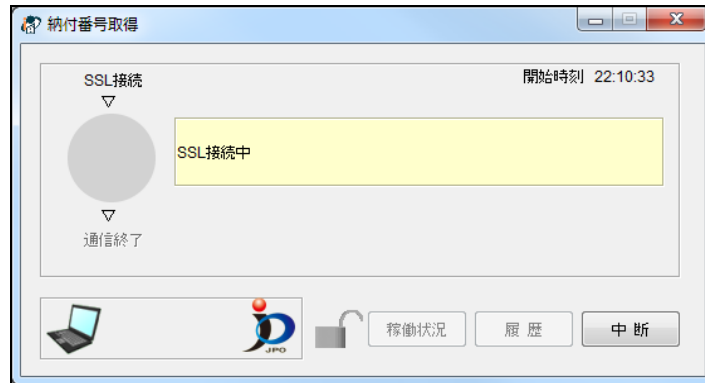 納付番号取得
SSL接続
開始時刻 22:10:33
▽
SSL接続中
▽
通信終了
JPO
稼働状況
履 歴
中 断